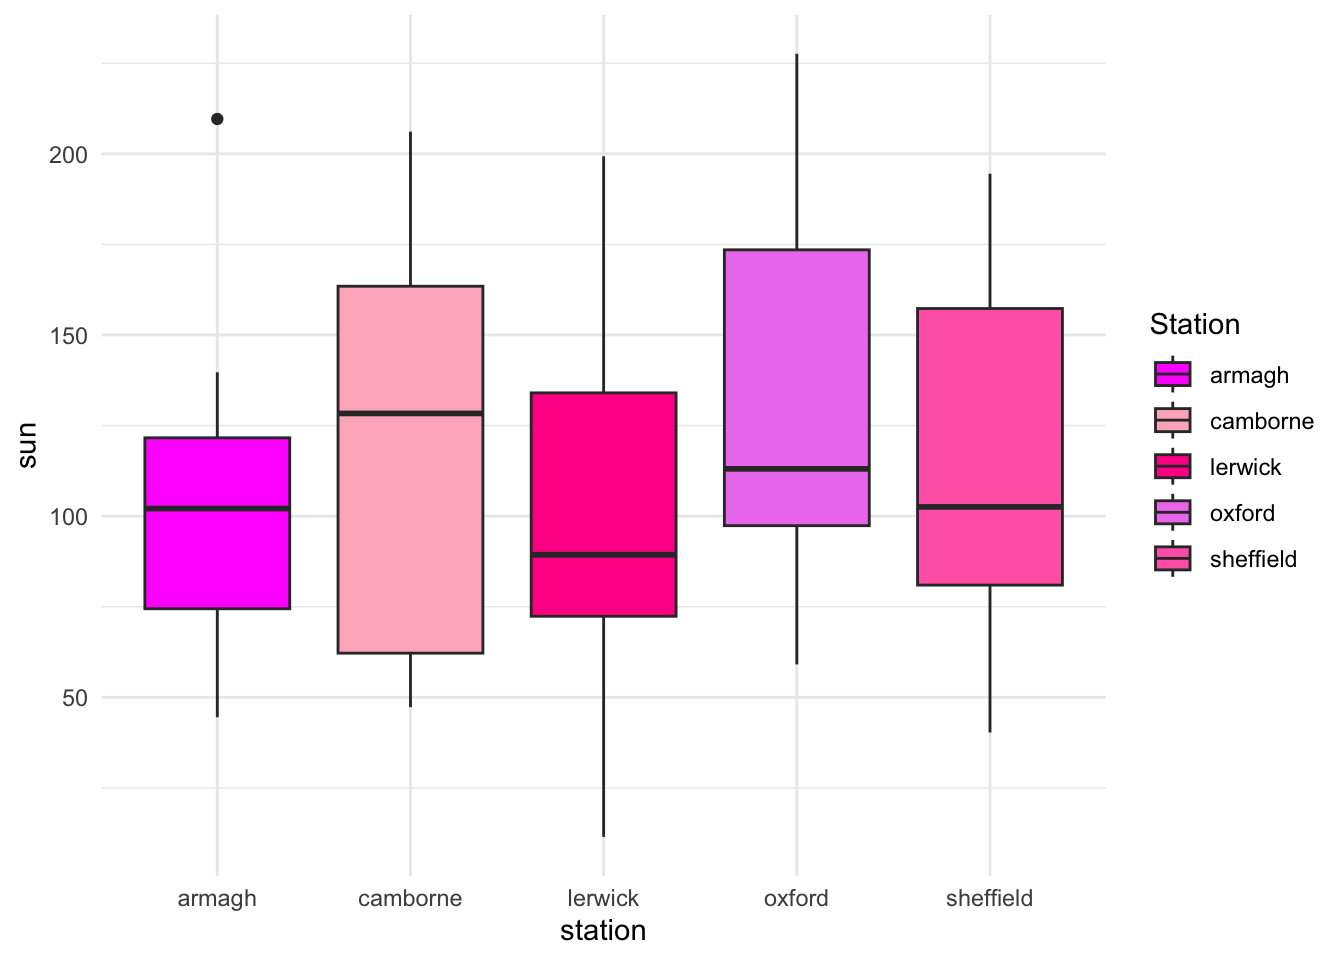 200
150
100
50
sun
armagh
camborne
lerwick
oxford
sheffield
station
Station
armagh
camborne
lerwick
oxford
sheffield